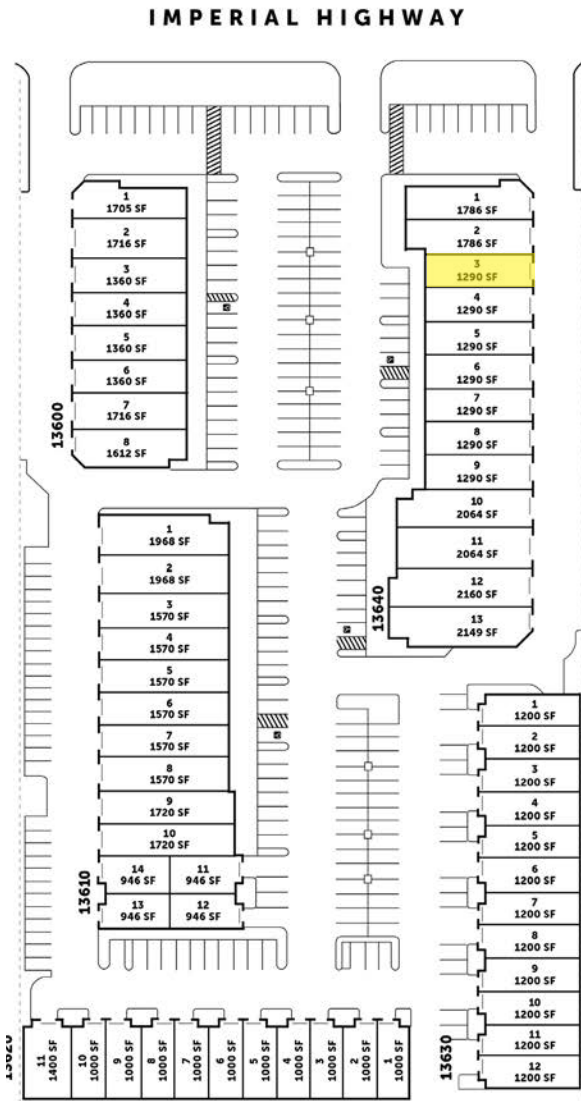 IMPERIAL HIGHWAY
1
1705 SF
2
1716 SF
3
1360 SF
4
1360 SF
5
1360 SF
6
1360 SF
7
1716 SF
8
1612 SF
13600
1
1786 SF
2
1786 SF
3
1290 SF
4
1290 SF
5
1290 SF
6
1290 SF
7
1290 SF
8
1290 SF
9
1290 SF
10
2064 SF
11
2064 SF
12
2160 SF
13
2149 SF
13640
1
1968 SF
2
1968 SF
3
1570 SF
4
1570 SF
5
1570 SF
6
1570 SF
7
1570 SF
8
1570 SF
9
1720 SF
10
1720 SF
14
946 SF
11
946 SF
13
946 SF
12
946 SF
13610
1
1200 SF
2
1200 SF
3
1200 SF
4
1200 SF
5
1200 SF
6
1200 SF
7
1200 SF
8
1200 SF
9
1200 SF
10
1200 SF
11
1200 SF
12
1200 SF
13630
13620
11
1400 SF
10
1000 SF
9
1000 SF
8
1000 SF
7
1000 SF
6
1000 SF
5
1000 SF
4
1000 SF
3
1000 SF
2
1000 SF
1
1000 SF